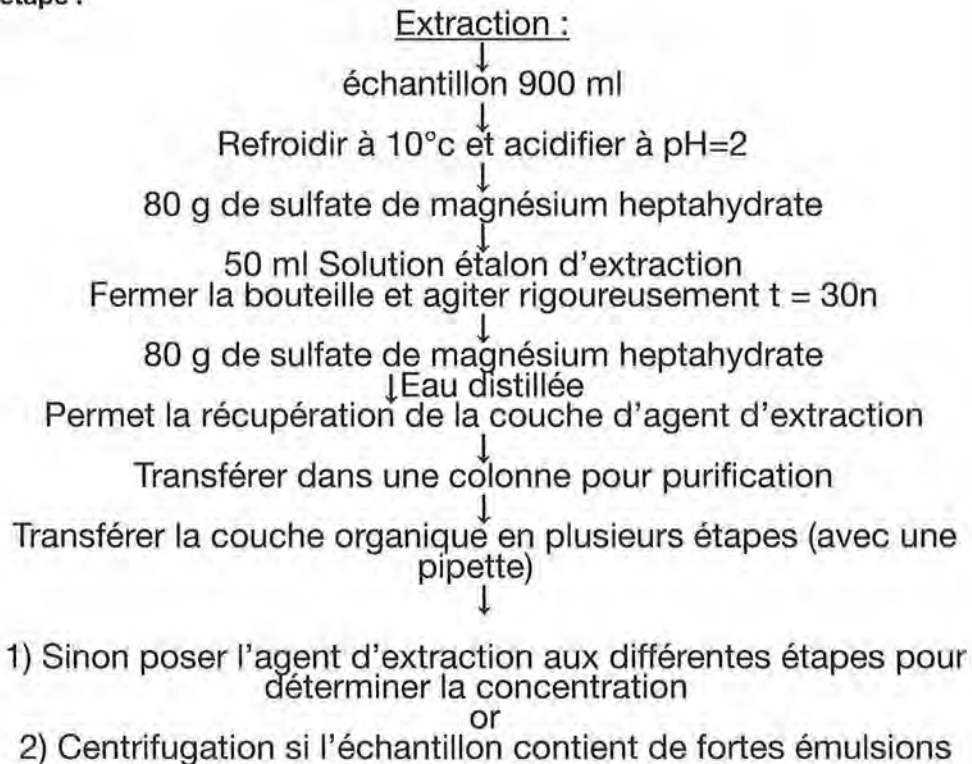 étape :
Extraction :
↓
échantillon 900 ml
↓
Refroidir à 10°c et acidifier à pH=2
↓
80 g de sulfate de magnésium heptahydrate
↓
50 ml Solution étalon d'extraction
Fermer la bouteille et agiter rigoureusement t = 30n
↓
80 g de sulfate de magnésium heptahydrate
↓Eau distillée
Permet la récupération de la couche d'agent d'extraction
↓
Transférer dans une colonne pour purification
↓
Transférer la couche organique en plusieurs étapes (avec une
pipette)
↓
1) Sinon poser l'agent d'extraction aux différentes étapes pour
déterminer la concentration
or
2) Centrifugation si l'échantillon contient de fortes émulsions